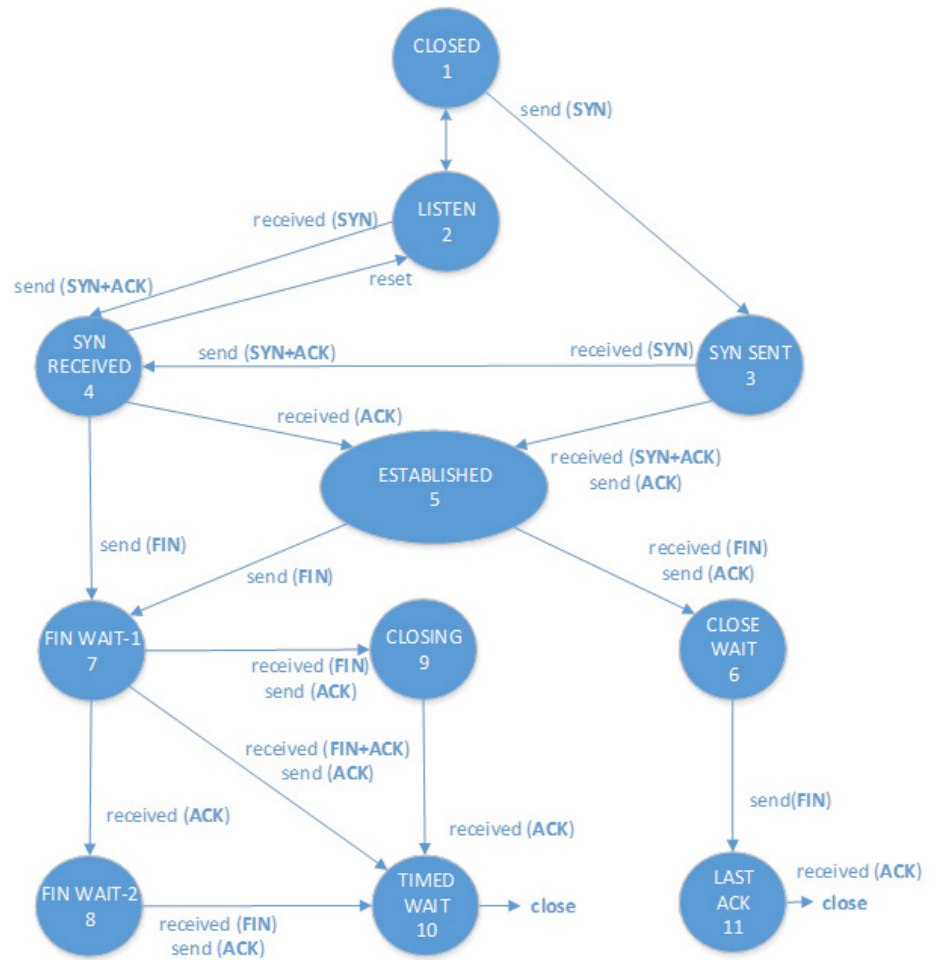 CLOSED
1
send (SYN)
LISTEN
2
received (SYN)
send (SYN+ACK)
reset
SYN
RECEIVED
4
send (SYN+ACK)
received (SYN)
SYN SENT
3
received (ACK)
received (SYN+ACK)
send (ACK)
ESTABLISHED
5
send (FIN)
send (FIN)
received (FIN)
send (ACK)
FIN WAIT-1
7
received (FIN)
send (ACK)
CLOSING
9
CLOSE
WAIT
6
received (FIN+ACK)
send (ACK)
received (ACK)
received (ACK)
send(FIN)
FIN WAIT-2
8
received (FIN)
send (ACK)
TIMED
WAIT
10
close
LAST
ACK
11
received (ACK)
close